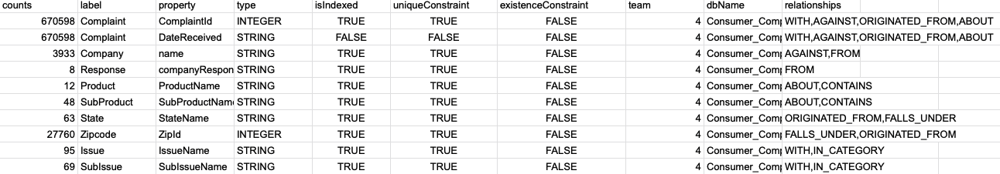 counts label property type isIndexed uniqueConstraint existenceConstraint team dbName relationships
670598 Complaint ComplaintId INTEGER TRUE TRUE FALSE 4 Consumer_Comp WITH,AGAINST,ORIGINATED_FROM,ABOUT
670598 Complaint DateReceived STRING FALSE FALSE FALSE 4 Consumer_Comp WITH,AGAINST,ORIGINATED_FROM,ABOUT
3933 Company name STRING TRUE TRUE FALSE 4 Consumer_Comp AGAINST,FROM
8 Response companyRespon STRING TRUE TRUE FALSE 4 Consumer_Comp FROM
12 Product ProductName STRING TRUE TRUE FALSE 4 Consumer_Comp ABOUT,CONTAINS
48 SubProduct SubProductName STRING TRUE TRUE FALSE 4 Consumer_Comp ABOUT,CONTAINS
63 State StateName STRING TRUE TRUE FALSE 4 Consumer_Comp ORIGINATED_FROM,FALLS_UNDER
27760 Zipcode ZipId INTEGER TRUE TRUE FALSE 4 Consumer_Comp FALLS_UNDER,ORIGINATED_FROM
95 Issue IssueName STRING TRUE TRUE FALSE 4 Consumer_Comp WITH,IN_CATEGORY
69 SubIssue SubIssueName STRING TRUE TRUE FALSE 4 Consumer_Comp WITH,IN_CATEGORY